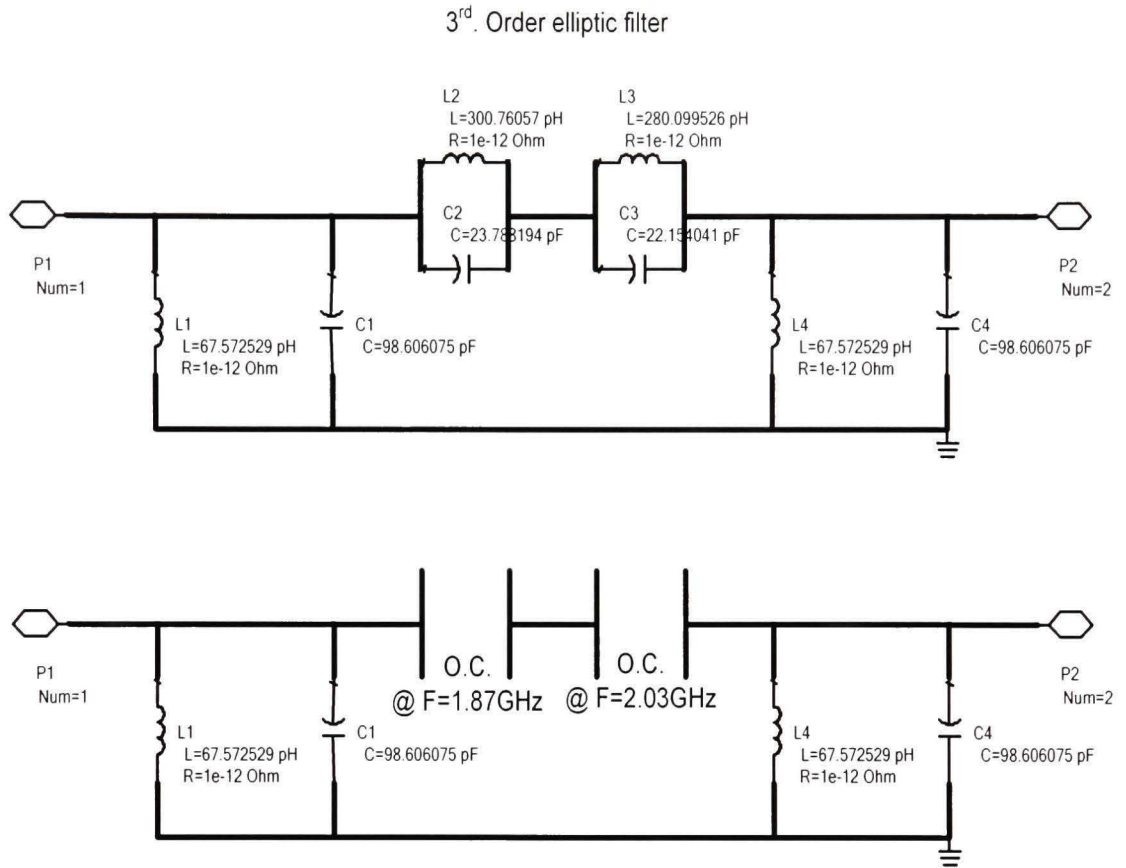 3rd. Order elliptic filter
L2
L=300.76057 pH
R=1e-12 Ohm
L3
L=280.099526 pH
R=1e-12 Ohm
C2
C=23.788194 pF
C3
C=22.154041 pF
P1
Num=1
P2
Num=2
L1
L=67.572529 pH
R=1e-12 Ohm
C1
C=98.606075 pF
L4
L=67.572529 pH
R=1e-12 Ohm
C4
C=98.606075 pF
O.C.
@ F=1.87GHz
O.C.
@ F=2.03GHz
P1
Num=1
P2
Num=2
L1
L=67.572529 pH
R=1e-12 Ohm
C1
C=98.606075 pF
L4
L=67.572529 pH
R=1e-12 Ohm
C4
C=98.606075 pF